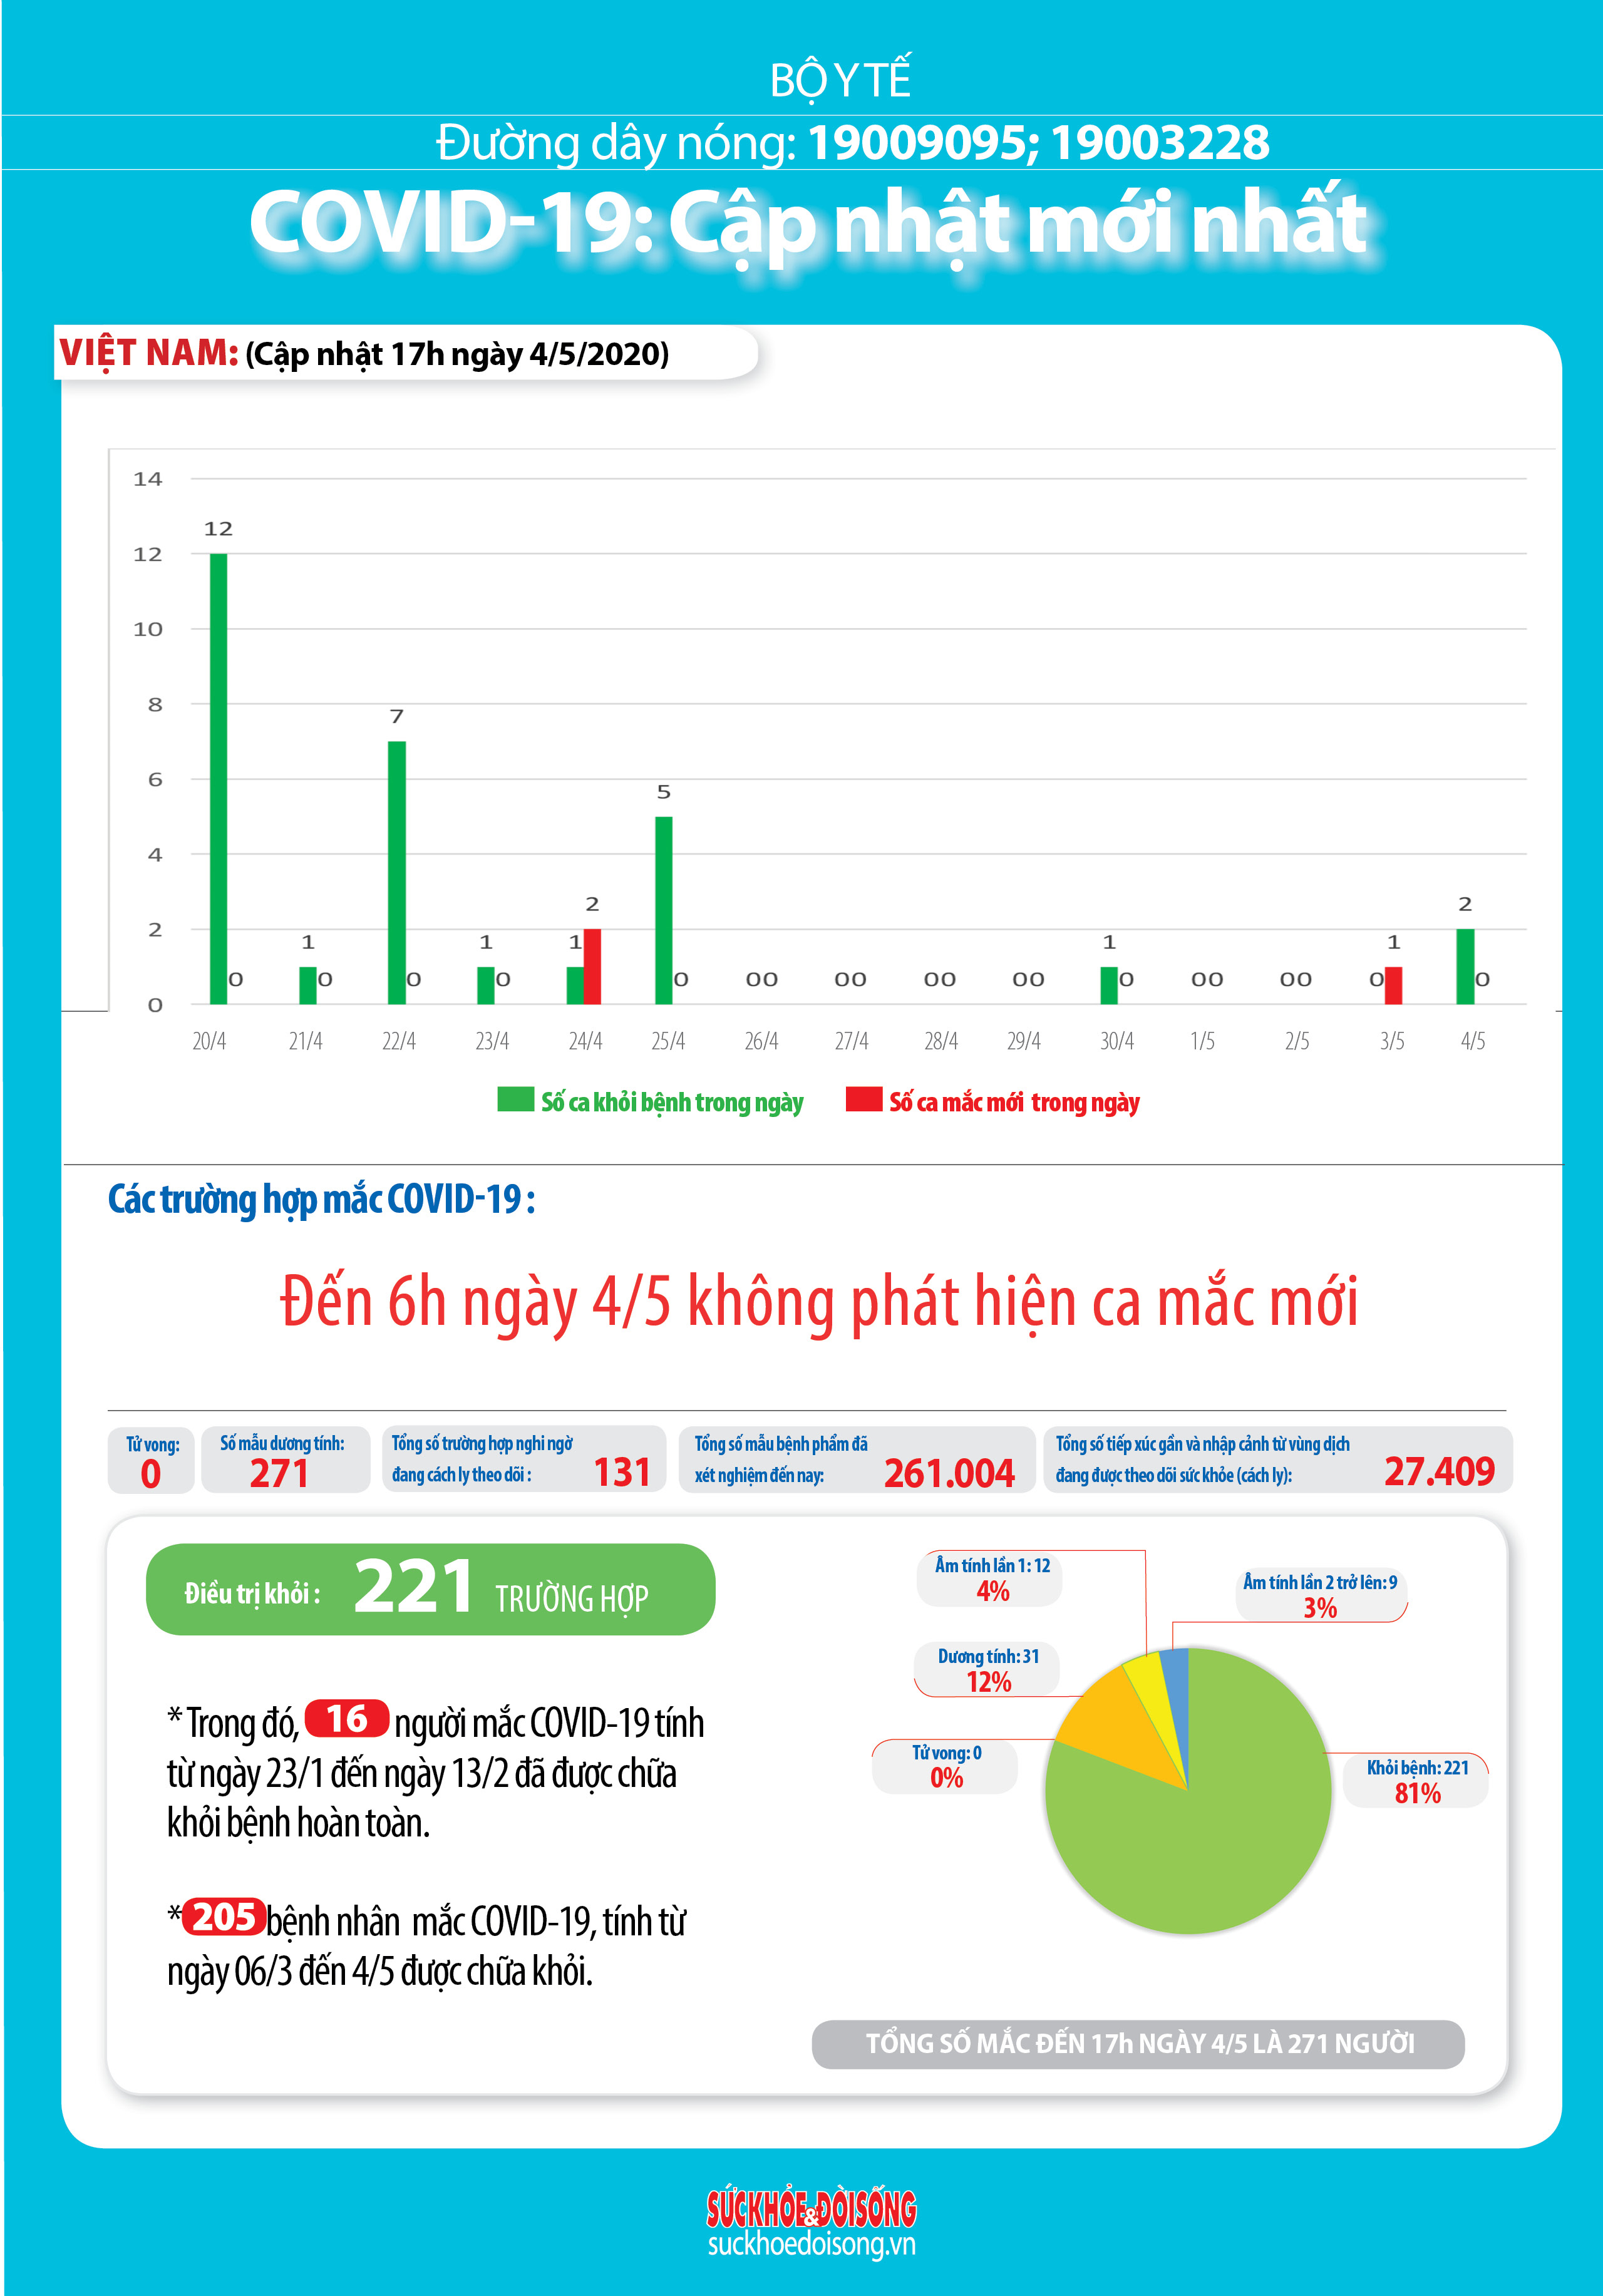 BỘ Y TẾ
Đường dây nóng: 19009095; 19003228
COVID-19: Cập nhật mới nhất
VIỆT NAM: (Cập nhật 17h ngày 4/5/2020)
14
12
10
8
6
4
2
0
12 0
1 0
7 0
1 0
1 2
5 0
0 0
0 0
0 0
0 0
1 0
0 0
0 0
0 1
2 0
20/4 21/4 22/4 23/4 24/4 25/4 26/4 27/4 28/4 29/4 30/4 1/5 2/5 3/5 4/5
Số ca khỏi bệnh trong ngày Số ca mắc mới trong ngày
Các trường hợp mắc COVID-19 :
Đến 6h ngày 4/5 không phát hiện ca mắc mới
Tử vong:
0
Số mẫu dương tính:
271
Tổng số trường hợp nghi ngờ
đang cách ly theo dõi : 131
Tổng số mẫu bệnh phẩm đã
xét nghiệm đến nay: 261.004
Tổng số tiếp xúc gần và nhập cảnh từ vùng dịch
đang được theo dõi sức khỏe (cách ly): 27.409
Điều trị khỏi : 221 TRƯỜNG HỢP
* Trong đó, 16 người mắc COVID-19 tính
từ ngày 23/1 đến ngày 13/2 đã được chữa
khỏi bệnh hoàn toàn.
* 205 bệnh nhân mắc COVID-19, tính từ
ngày 06/3 đến 4/5 được chữa khỏi.
Âm tính lần 1: 12
4%
Âm tính lần 2 trở lên: 9
3%
Dương tính: 31
12%
Tử vong: 0
0%
Khỏi bệnh: 221
81%
TỔNG SỐ MẮC ĐẾN 17h NGÀY 4/5 LÀ 271 NGƯỜI
SỨC KHỎE & ĐỜI SỐNG
suckhoedoisong.vn